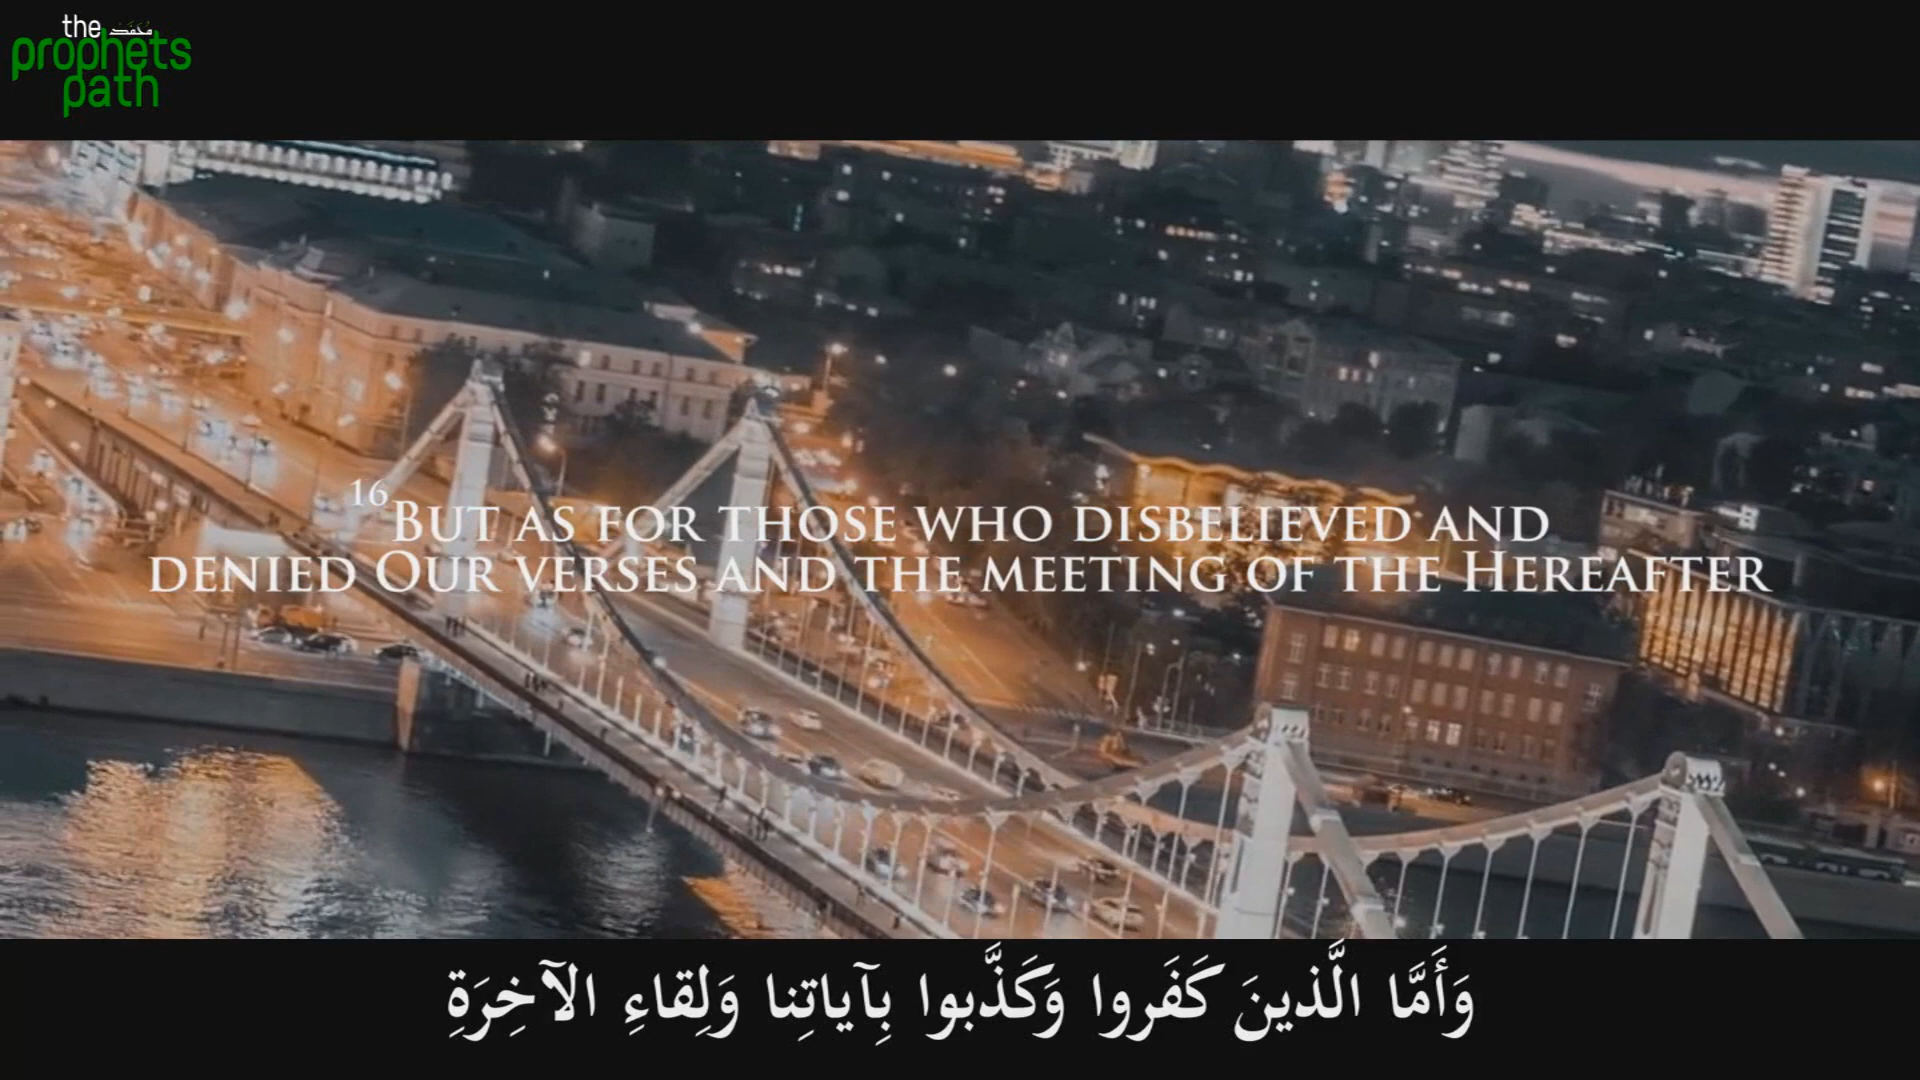 the مُحَمَّدْ
prophets
path
16 But as for those who disbelieved and
denied Our verses and the meeting of the Hereafter
وَأَمَّا الَّذينَ كَفَروا وَكَذَّبوا بِآياتِنا وَلِقاءِ الآخِرَةِ